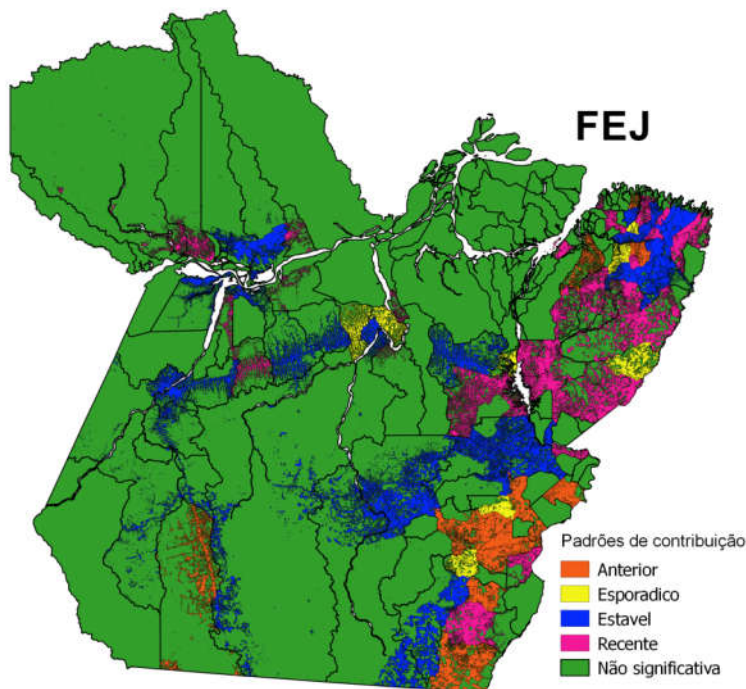 FEJ
Padrões de contribuição
Anterior
Esporadico
Estavel
Recente
Não significativa